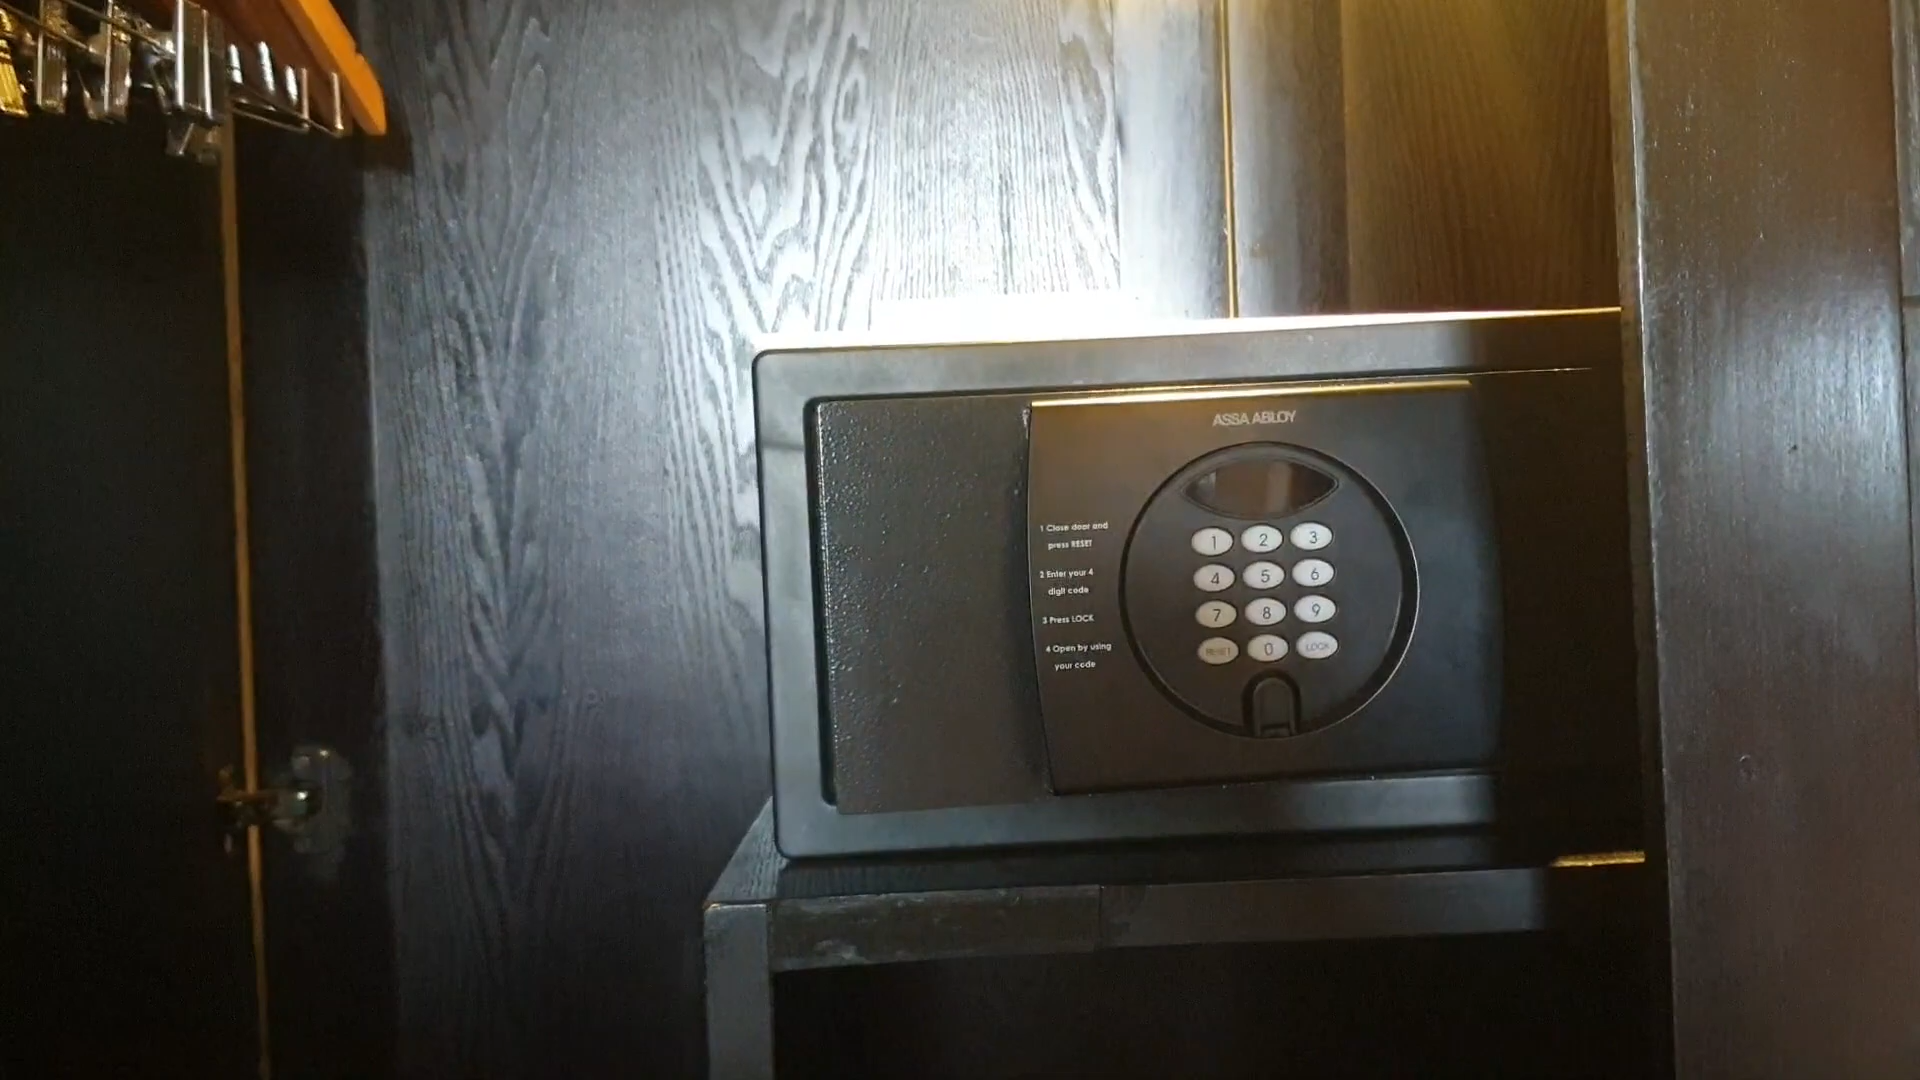 ASSA ABLOY
1 Close door and
press RESET
2 Enter your 4
digit code
3 Press LOCK
4 Open by using
your code
1 2 3
4 5 6
7 8 9
RESET 0 LOCK